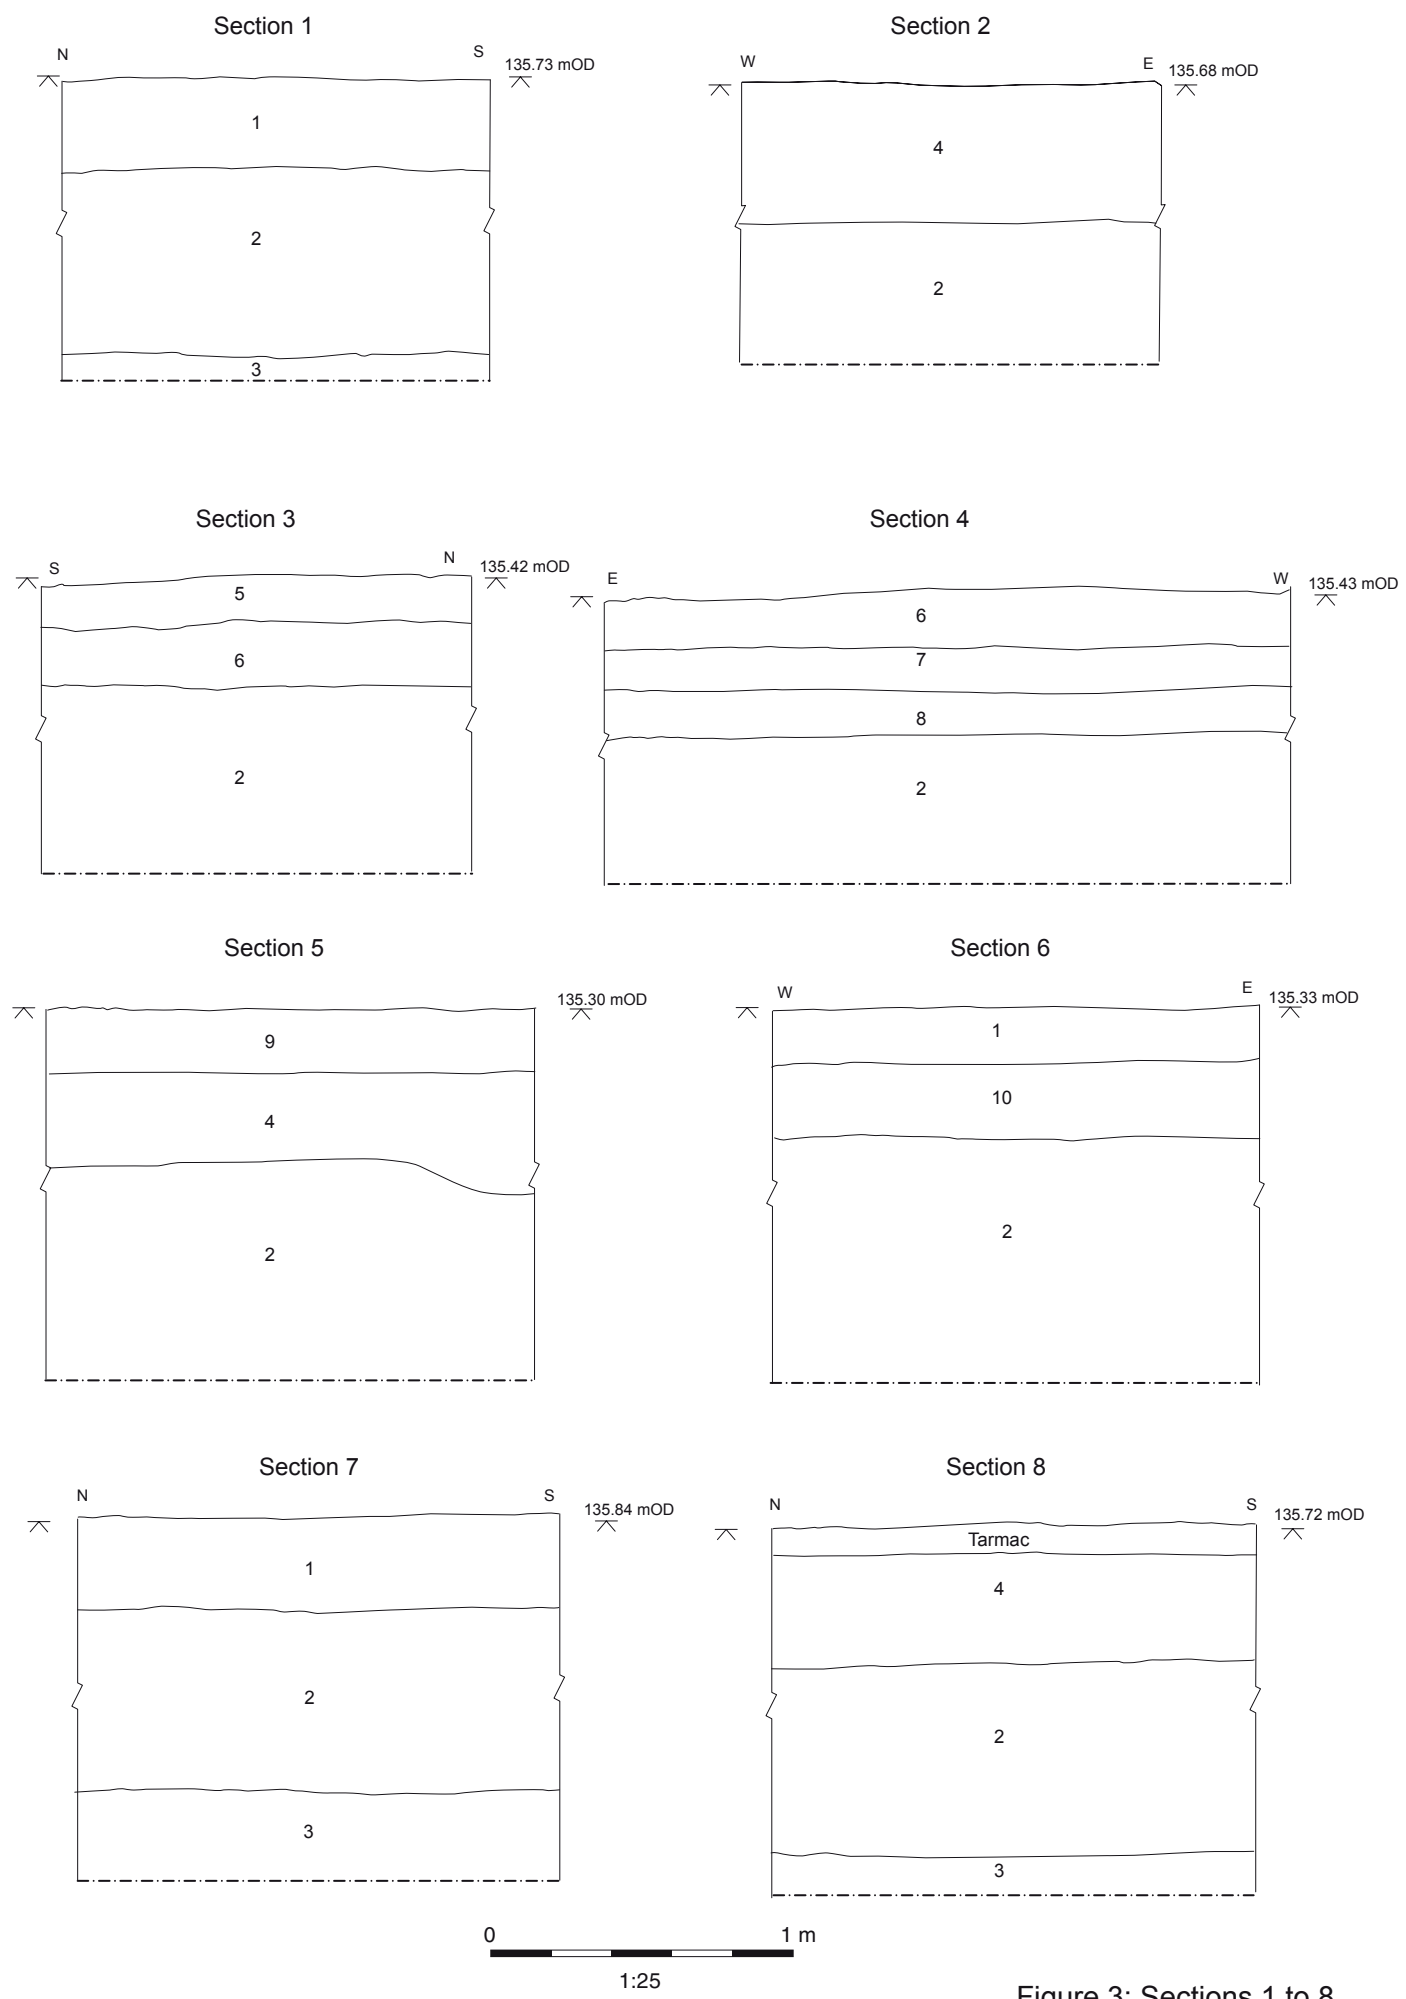 Section 1
N
S
135.73 mOD
1
2
3
Section 2
W
E
135.68 mOD
4
2
Section 3
S
N
135.42 mOD
5
6
2
Section 4
E
W
135.43 mOD
6
7
8
2
Section 5
135.30 mOD
9
4
2
Section 6
W
E
135.33 mOD
1
10
2
Section 7
N
S
135.84 mOD
1
2
3
Section 8
N
S
135.72 mOD
Tarmac
4
2
3
0
1 m
1:25
Figure 3: Sections 1 to 8